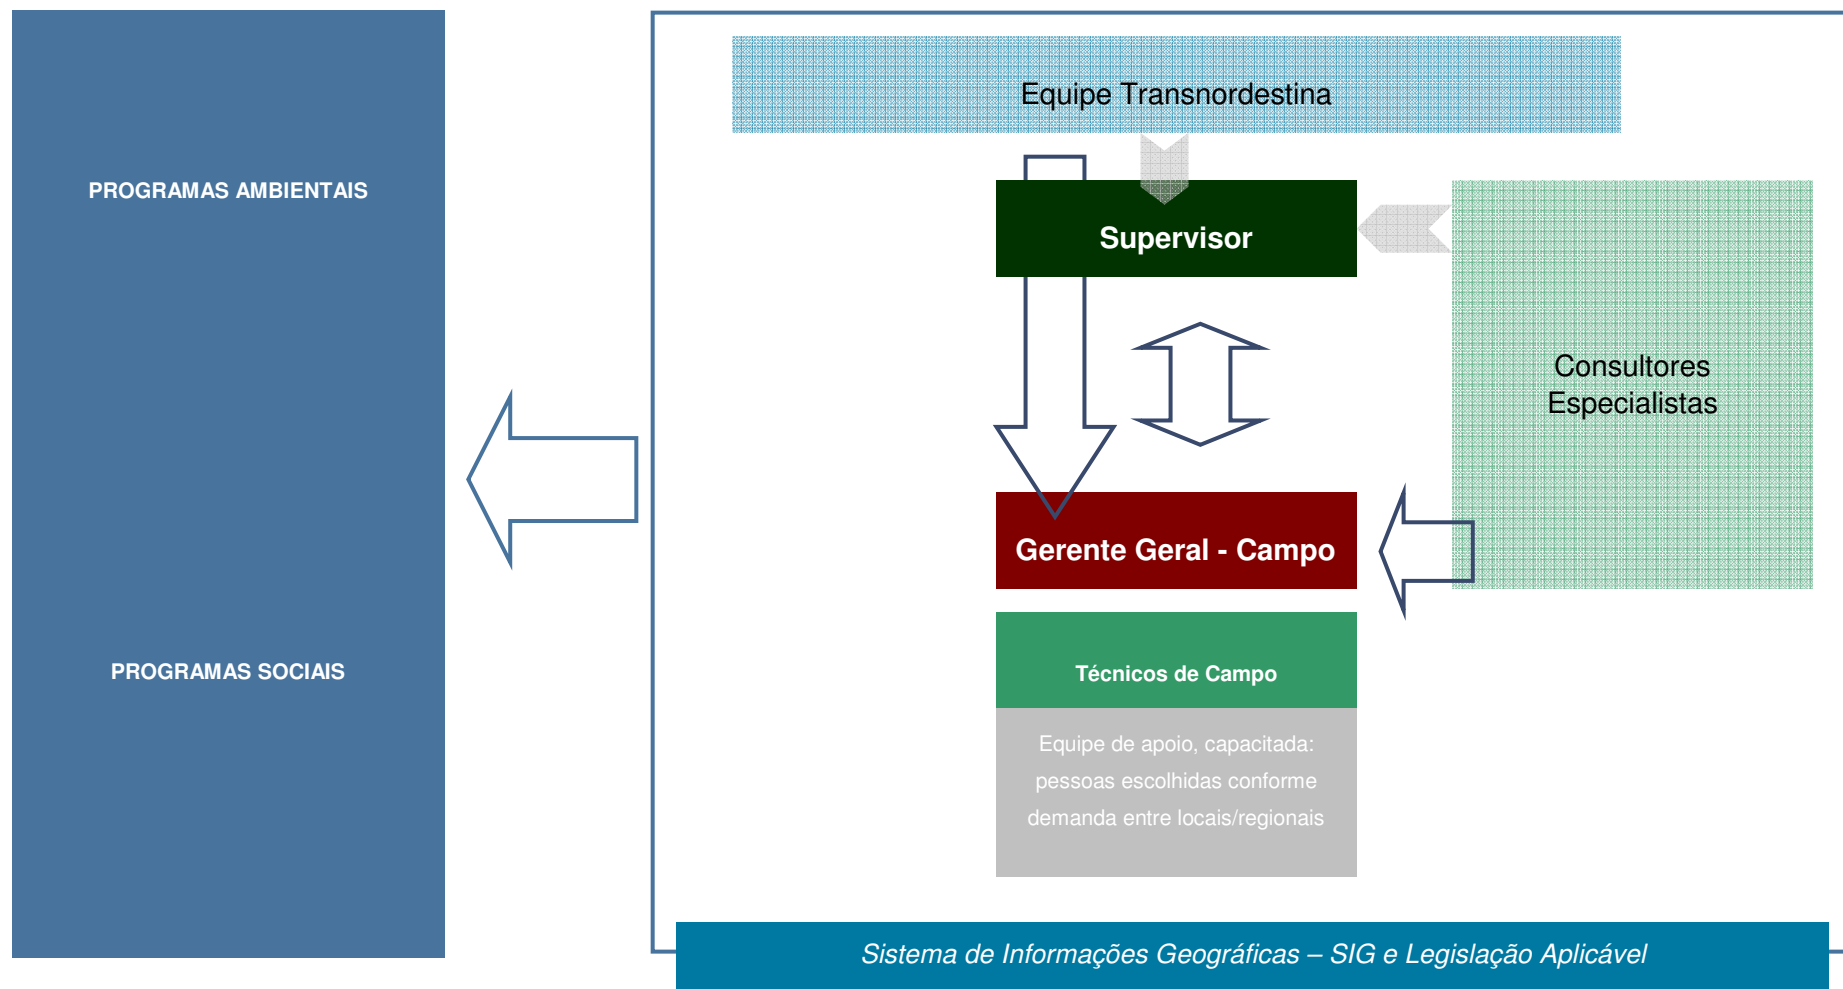 PROGRAMAS AMBIENTAIS
PROGRAMAS SOCIAIS
Equipe Transnordestina
Supervisor
Consultores
Especialistas
Gerente Geral - Campo
Técnicos de Campo
Equipe de apoio, capacitada:
pessoas escolhidas conforme
demanda entre locais/regionais
Sistema de Informações Geográficas – SIG e Legislação Aplicável